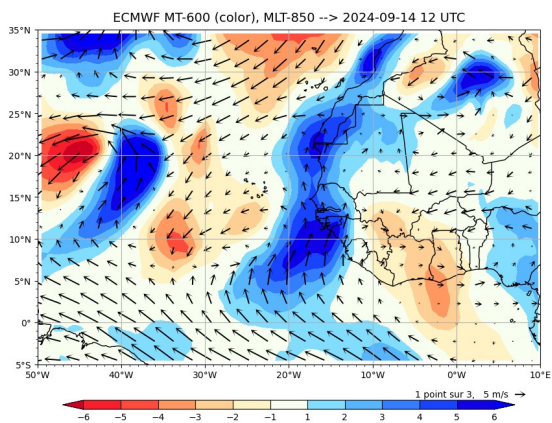 ECMWF MT-600 (color), MLT-850 --> 2024-09-14 12 UTC
35°N
30°N
25°N
20°N
15°N
10°N
5°N
0°
5°S
50°W 40°W 30°W 20°W 10°W 0°W 10°E
1 point sur 3, 5 m/s
−6 −5 −4 −3 −2 −1 1 2 3 4 5 6